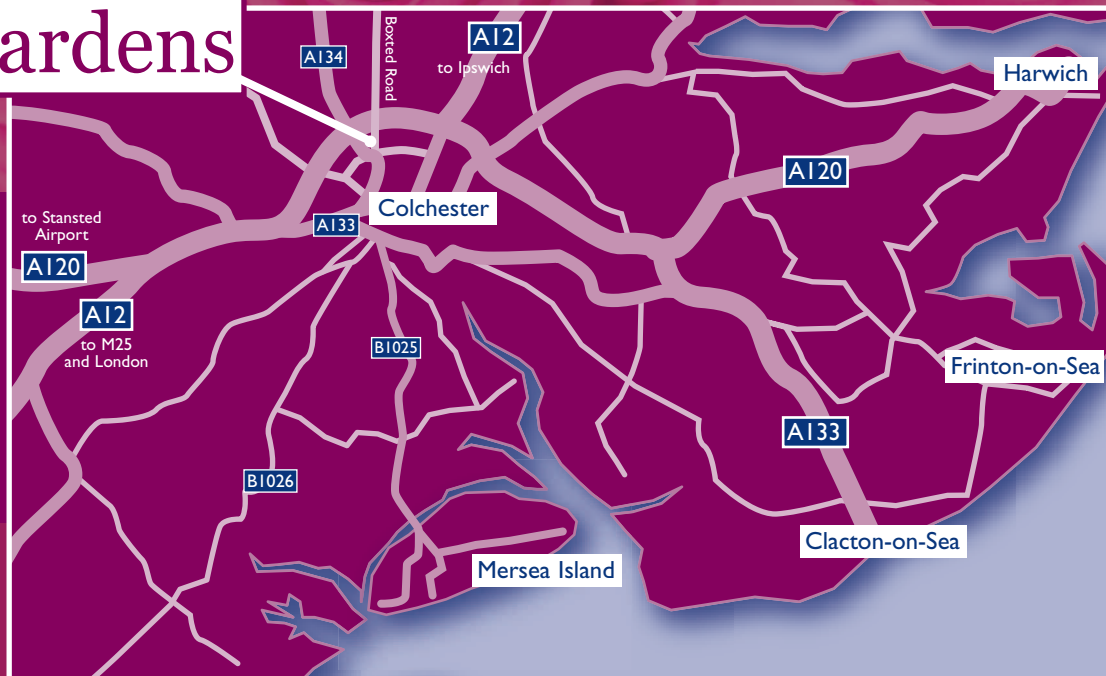 ardens
A134
Boxted Road
A12
to Ipswich
Harwich
A120
Colchester
A133
to Stansted
Airport
A120
A12
to M25
and London
B1025
Frinton-on-Sea
A133
B1026
Clacton-on-Sea
Mersea Island